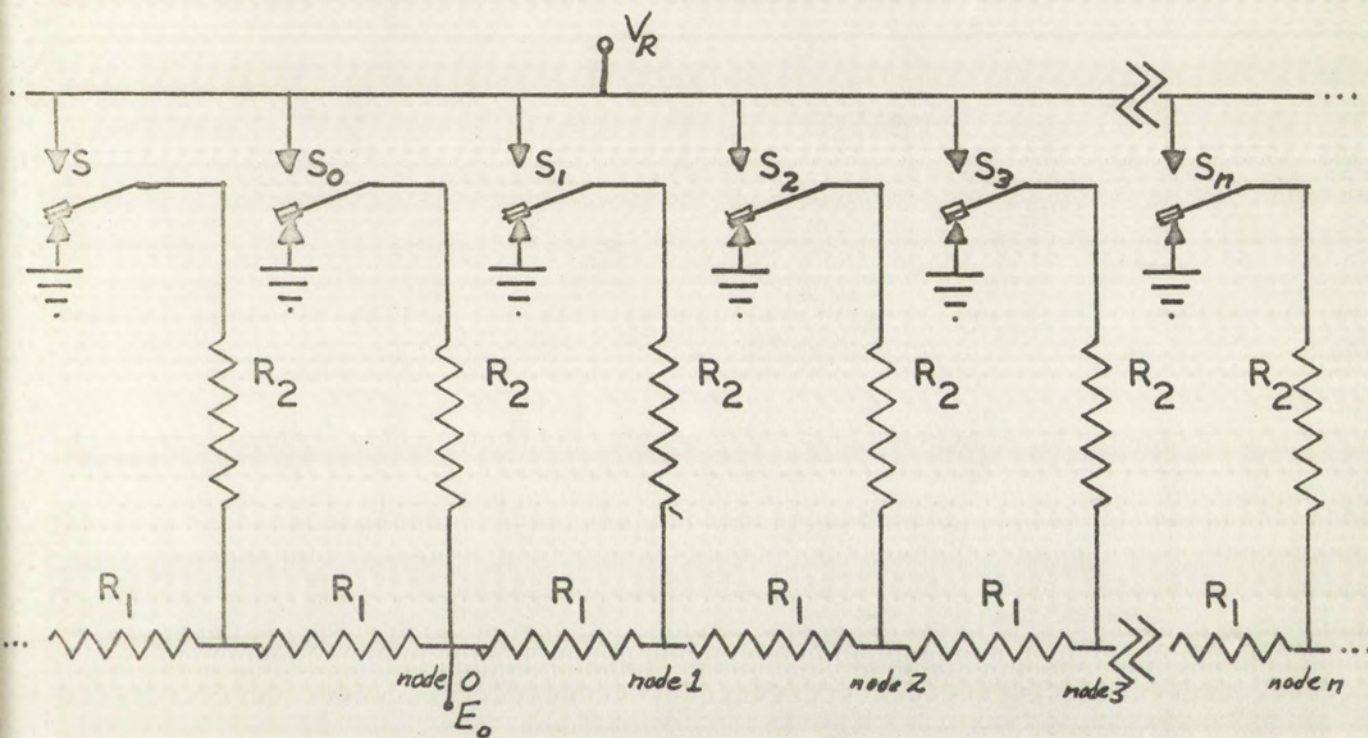 V_R
S S_0 S_1 S_2 S_3 S_n
R_2 R_2 R_2 R_2 R_2 R_2
R_1 R_1 R_1 R_1 R_1 R_1
node 0 node 1 node 2 node 3 node n
E_0